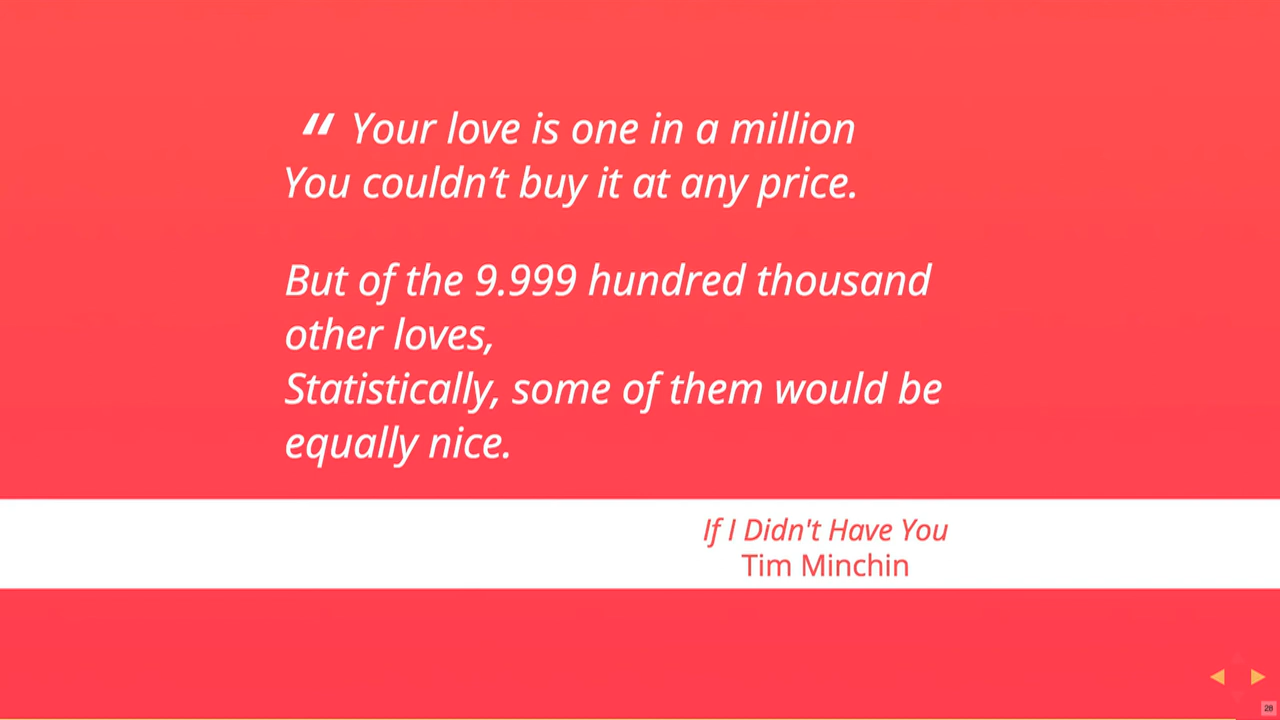 “ Your love is one in a million
You couldn’t buy it at any price.
But of the 9.999 hundred thousand
other loves,
Statistically, some of them would be
equally nice.
If I Didn't Have You
Tim Minchin
28